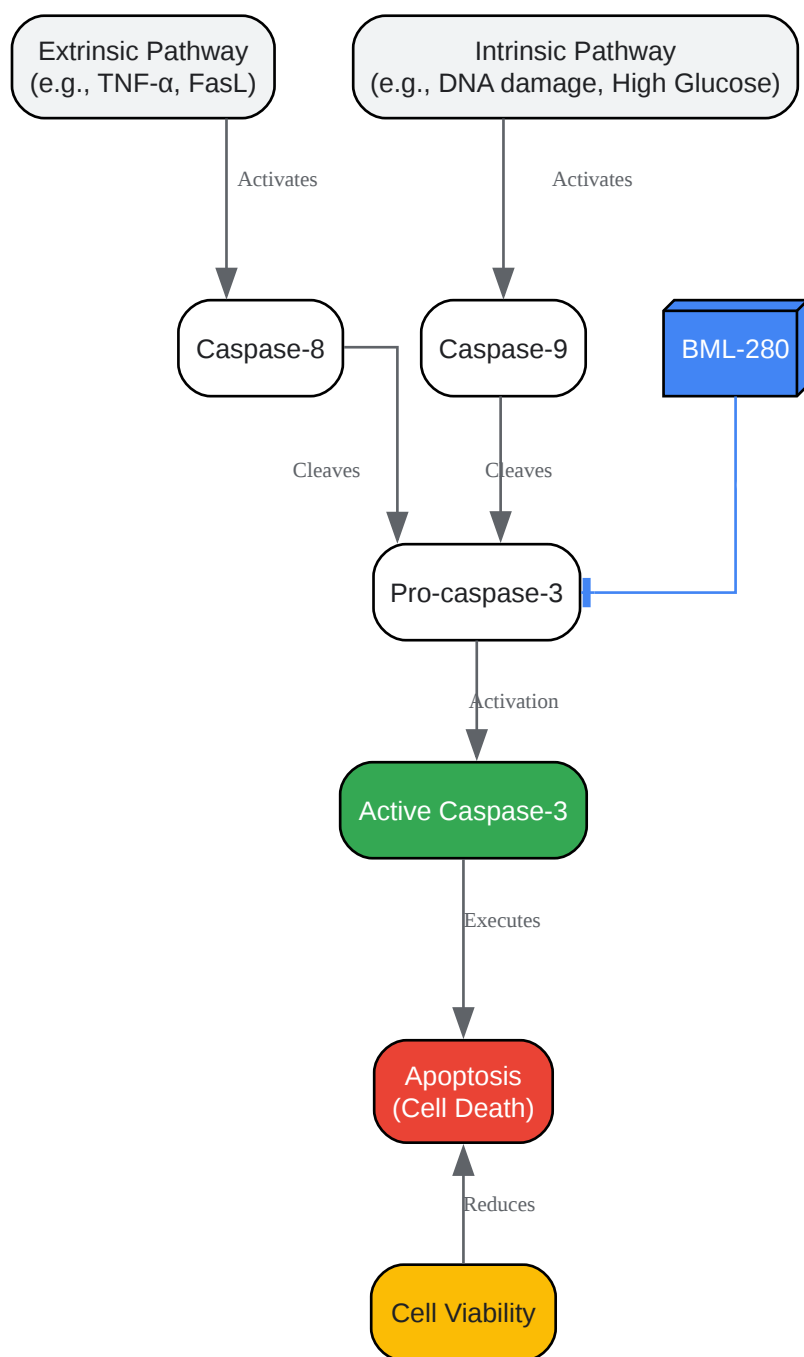 Extrinsic Pathway
(e.g., TNF-α, FasL)
Intrinsic Pathway
(e.g., DNA damage, High Glucose)
Activates
Activates
Caspase-8
Caspase-9
BML-280
Cleaves
Cleaves
Pro-caspase-3
Activation
Active Caspase-3
Executes
Apoptosis
(Cell Death)
Reduces
Cell Viability